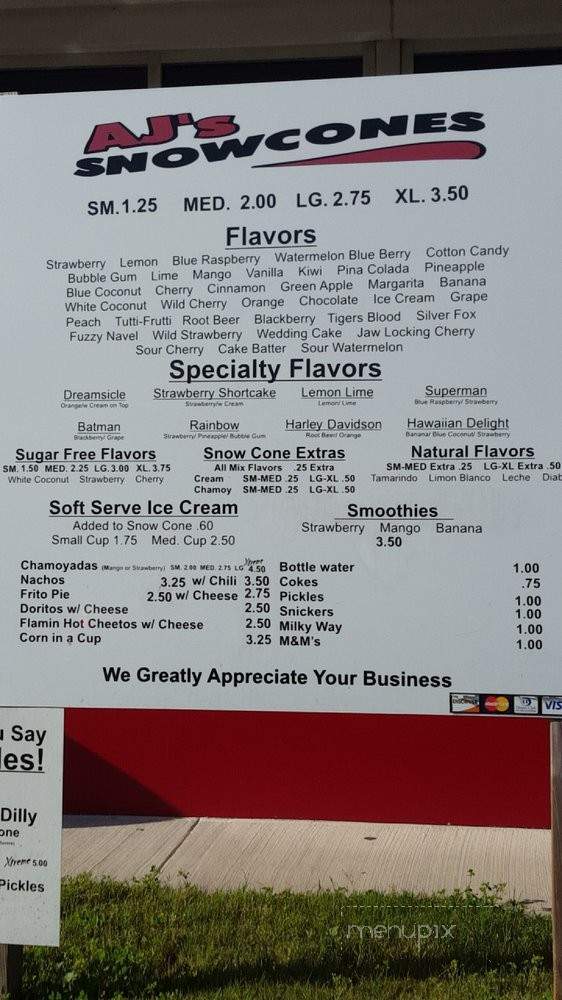 AJ's
SNOWCONES
SM.1.25 MED. 2.00 LG. 2.75 XL. 3.50
Flavors
Strawberry Lemon Blue Raspberry Watermelon Blue Berry Cotton Candy
Bubble Gum Lime Mango Vanilla Kiwi Pina Colada Pineapple
Blue Coconut Cherry Cinnamon Green Apple Margarita Banana
White Coconut Wild Cherry Orange Chocolate Ice Cream Grape
Peach Tutti-Frutti Root Beer Blackberry Tigers Blood Silver Fox
Fuzzy Navel Wild Strawberry Wedding Cake Jaw Locking Cherry
Sour Cherry Cake Batter Sour Watermelon
Specialty Flavors
Dreamsicle Strawberry Shortcake Lemon Lime Superman
Orange/w Cream on Top Strawberry/w Cream Lemon/ Lime Blue Raspberry/ Strawberry
Batman Rainbow Harley Davidson Hawaiian Delight
Blackberry/ Grape Strawberry/ Pineapple/ Bubble Gum Root Beer/ Orange Banana/ Blue Coconut/ Strawberry
Sugar Free Flavors Snow Cone Extras Natural Flavors
SM. 1.50 MED. 2.25 LG. 3.00 XL. 3.75 All Mix Flavors .25 Extra SM-MED Extra .25 LG-XL Extra .50
White Coconut Strawberry Cherry Cream SM-MED .25 LG-XL .50 Tamarindo Limon Blanco Leche Diab
Chamoy SM-MED .25 LG-XL .50
Soft Serve Ice Cream Smoothies
Added to Snow Cone .60 Strawberry Mango Banana
Small Cup 1.75 Med. Cup 2.50 3.50
Chamoyadas (Mango or Strawberry) SM. 2.00 MED. 2.75 LG Xtreme 4.50 Bottle water 1.00
Nachos 3.25 w/ Chili 3.50 Cokes .75
Frito Pie 2.50 w/ Cheese 2.75 Pickles 1.00
Doritos w/ Cheese 2.50 Snickers 1.00
Flamin Hot Cheetos w/ Cheese 2.50 Milky Way 1.00
Corn in a Cup 3.25 M&M's 1.00
We Greatly Appreciate Your Business
DISCOVER MasterCard VIS
u Say
les!
Dilly
one
Xtreme 5.00
Pickles
menupix